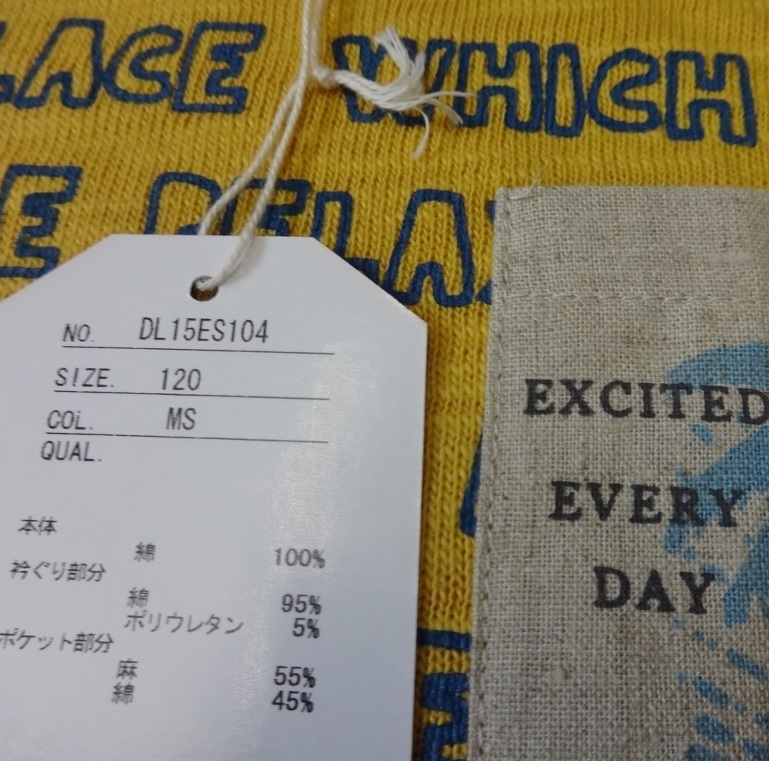 LACE WHICH
E RELAX
NO. DL15ES104
SIZE. 120
COL. MS
QUAL.
本体
綿 100%
衿ぐり部分
綿 95%
ポリウレタン 5%
ポケット部分
麻 55%
綿 45%
EXCITED
EVERY
DAY